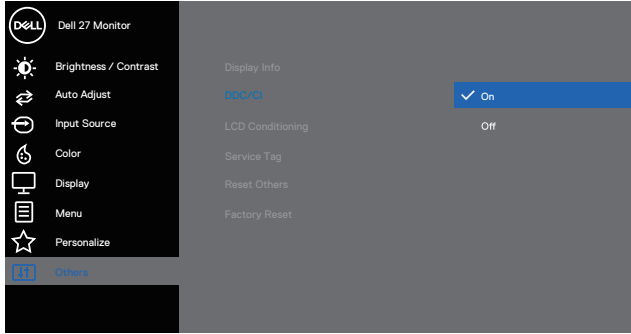 DELL
Dell 27 Monitor
Brightness / Contrast
Auto Adjust
Input Source
Color
Display
Menu
Personalize
Others
Display Info
DDC/CI
LCD Conditioning
Service Tag
Reset Others
Factory Reset
On
Off